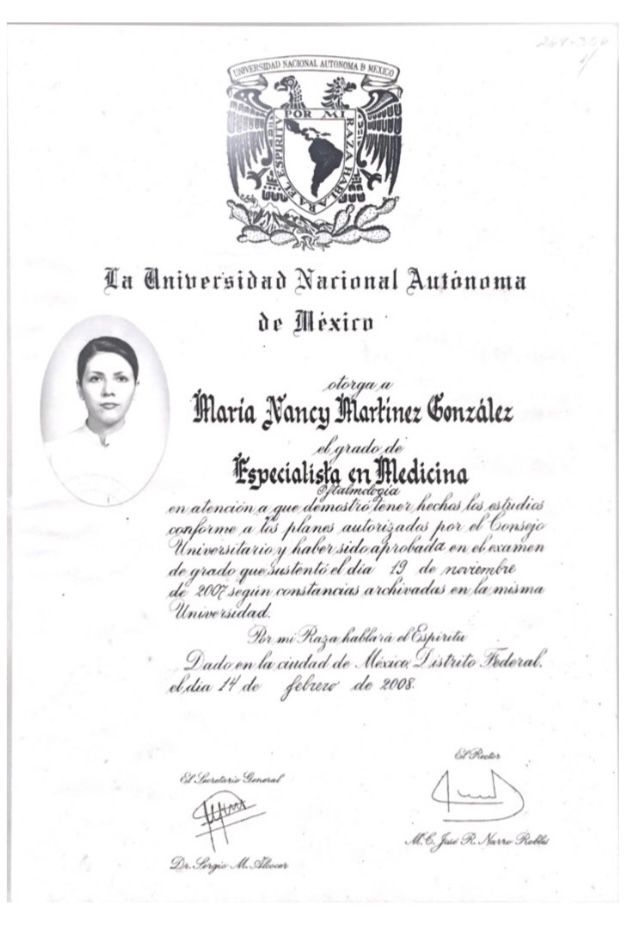 UNIVERSIDAD NACIONAL AUTONOMA D MEXICO
POR MI RAZA HABLARA EL ESPIRITU
La Universidad Nacional Autónoma
de México
otorga a
María Nancy Martínez González
el grado de
Especialista en Medicina
Oftalmología
en atención a que demostró tener hechos los estudios
conforme a los planes autorizados por el Consejo
Universitario y haber sido aprobada en el examen
de grado que sustentó el día 19 de noviembre
de 2007 según constancias archivadas en la misma
Universidad.
Por mi Raza hablará el Espíritu
Dado en la ciudad de México, Distrito Federal,
el día 14 de febrero de 2008.
El Rector
El Secretario General
M.C. José R. Narro Robles
Dr. Sergio M. Alcocer